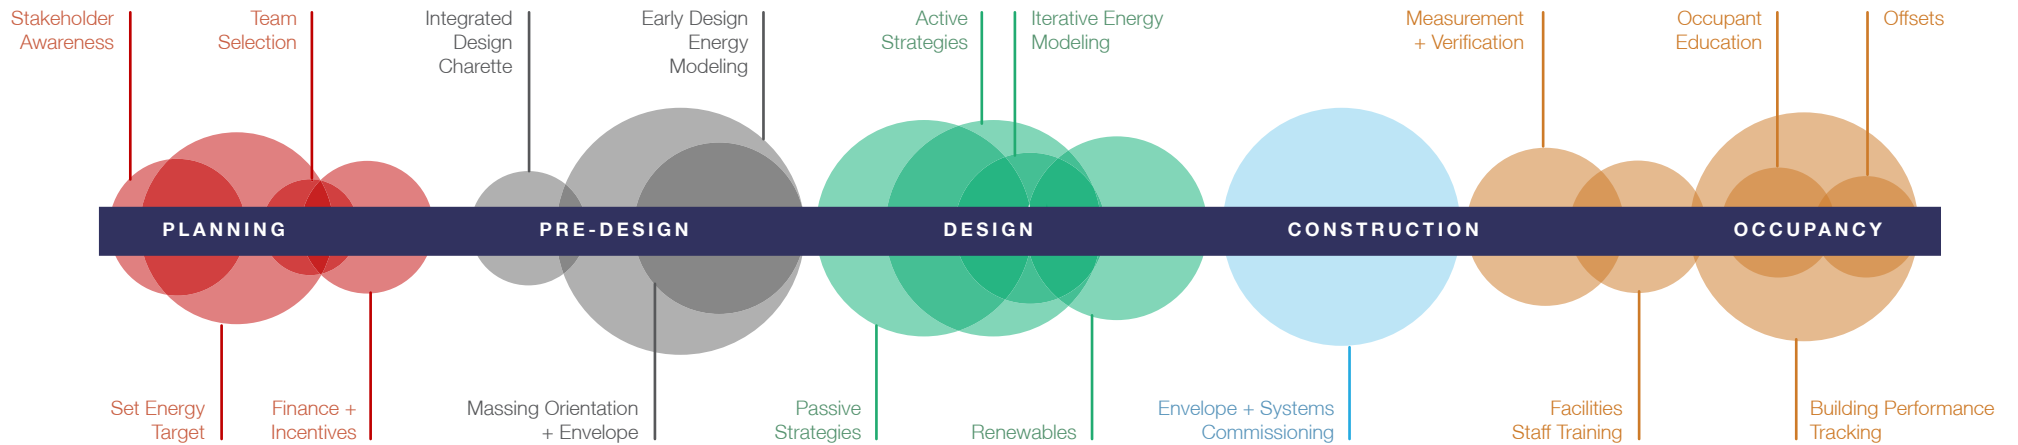 Stakeholder
Awareness
Team
Selection
Integrated
Design
Charette
Early Design
Energy
Modeling
Active
Strategies
Iterative Energy
Modeling
Measurement
+ Verification
Occupant
Education
Offsets
PLANNING
PRE-DESIGN
DESIGN
CONSTRUCTION
OCCUPANCY
Set Energy
Target
Finance +
Incentives
Massing Orientation
+ Envelope
Passive
Strategies
Renewables
Envelope + Systems
Commissioning
Facilities
Staff Training
Building Performance
Tracking